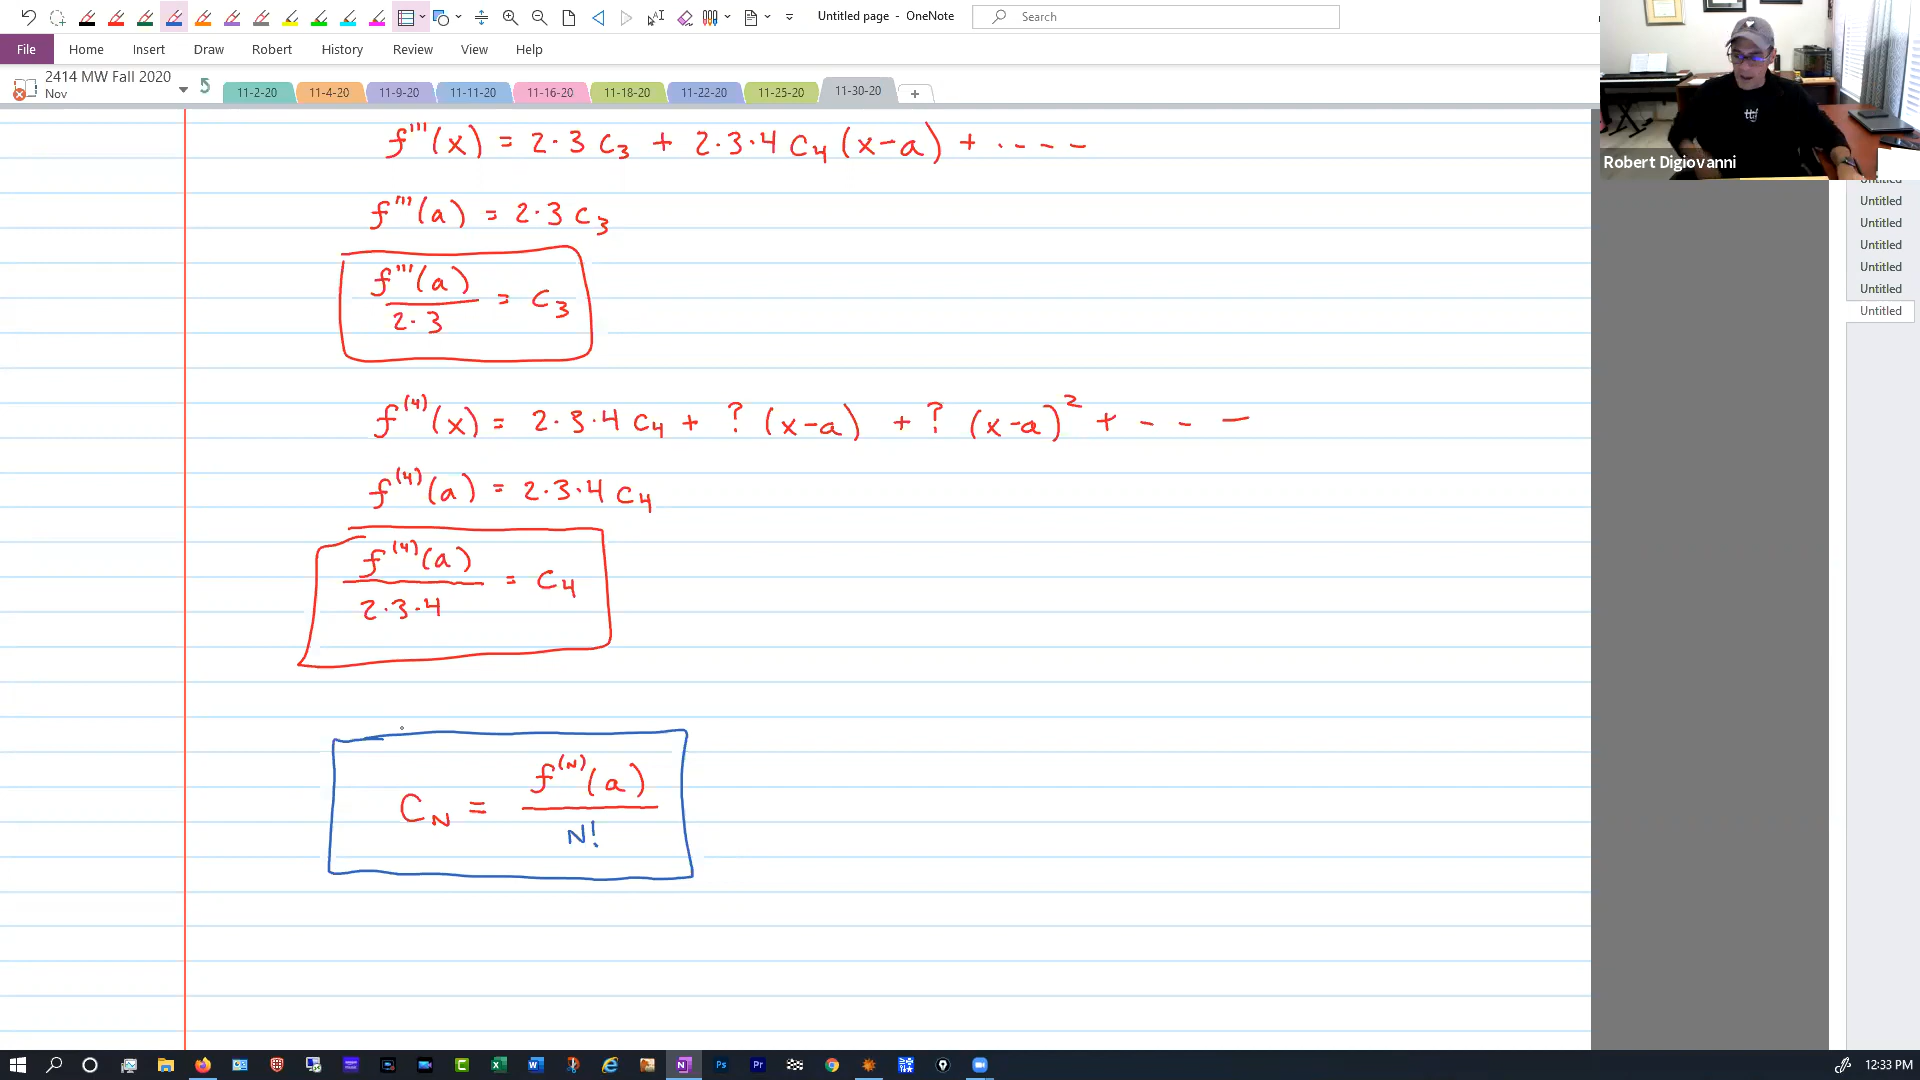 Untitled page - OneNote
Search
File Home Insert Draw Robert History Review View Help
2414 MW Fall 2020
Nov
11-2-20 11-4-20 11-9-20 11-11-20 11-16-20 11-18-20 11-22-20 11-25-20 11-30-20 +
Robert Digiovanni
f'''(x) = 2·3 c₃ + 2·3·4 c₄ (x-a) + ·----
f'''(a) = 2·3 c₃
f'''(a)
2·3
= c₃
f⁽⁴⁾(x) = 2·3·4 c₄ + ? (x-a) + ? (x-a)² + - - -
f⁽⁴⁾(a) = 2·3·4 c₄
f⁽⁴⁾(a)
2·3·4
= c₄
f⁽ᴺ⁾(a)
C_N =
N!
Untitled
Untitled
Untitled
Untitled
Untitled
Untitled
Untitled
12:33 PM